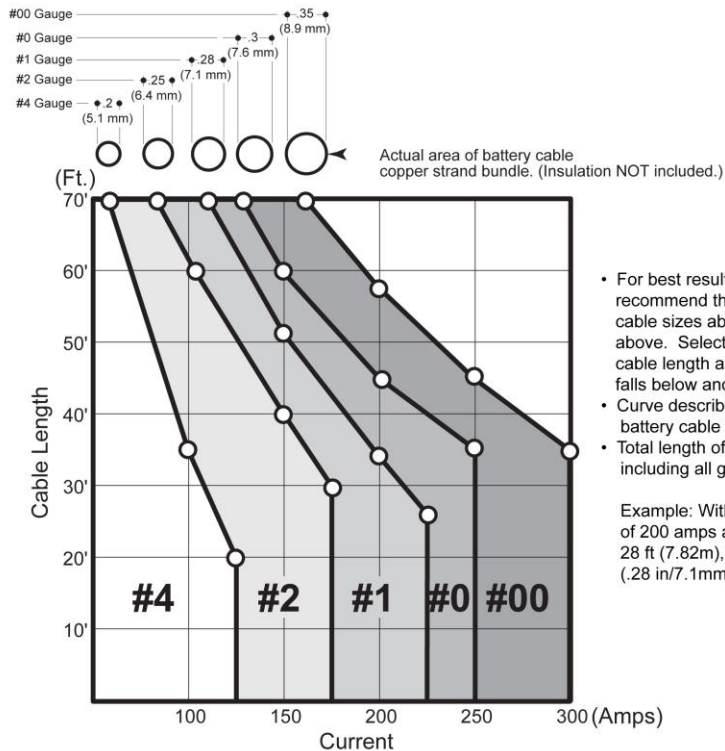 #00 Gauge .35
(8.9 mm)
#0 Gauge .3
(7.6 mm)
#1 Gauge .28
(7.1 mm)
#2 Gauge .25
(6.4 mm)
#4 Gauge .2
(5.1 mm)
Actual area of battery cable
copper strand bundle. (Insulation NOT included.)
(Ft.)
70'
60'
50'
40'
30'
20'
10'
Cable Length
#4 #2 #1 #0 #00
100 150 200 250 300 (Amps)
Current
• For best
recommend
cable sizes
above. Select
cable length
falls below
• Curve
battery cable
• Total length of
including all
Example: With
of 200 amps
28 ft (7.82m),
(.28 in/7.1mm